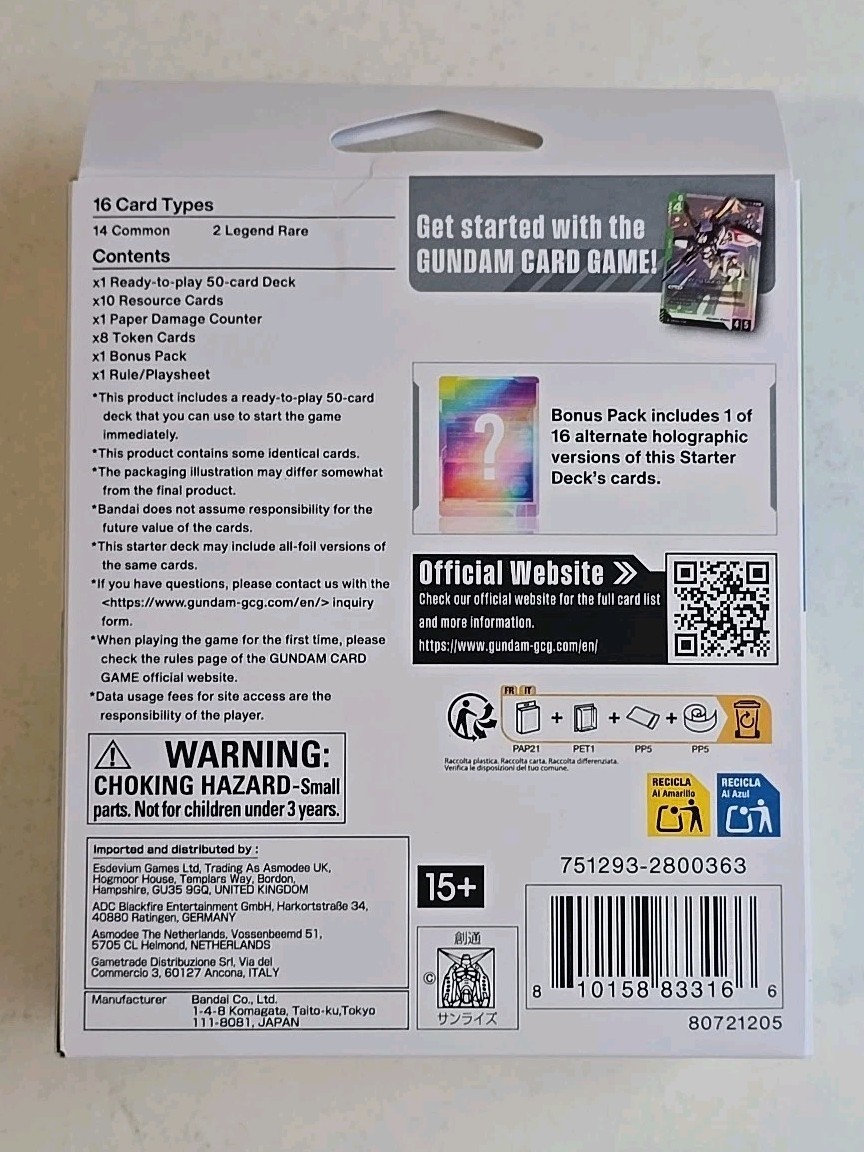 16 Card Types
14 Common 2 Legend Rare
Contents
x1 Ready-to-play 50-card Deck
x10 Resource Cards
x1 Paper Damage Counter
x8 Token Cards
x1 Bonus Pack
x1 Rule/Playsheet
*This product includes a ready-to-play 50-card
deck that you can use to start the game
immediately.
*This product contains some identical cards.
*The packaging illustration may differ somewhat
from the final product.
*Bandai does not assume responsibility for the
future value of the cards.
*This starter deck may include all-foil versions of
the same cards.
*If you have questions, please contact us with the
<https://www.gundam-gcg.com/en/> inquiry
form.
*When playing the game for the first time, please
check the rules page of the GUNDAM CARD
GAME official website.
*Data usage fees for site access are the
responsibility of the player.
WARNING:
CHOKING HAZARD-Small
parts. Not for children under 3 years.
Imported and distributed by :
Esdevium Games Ltd, Trading As Asmodee UK,
Hogmoor House, Templars Way, Bordon,
Hampshire, GU35 9GQ, UNITED KINGDOM
ADC Blackfire Entertainment GmbH, Harkortstraße 34,
40880 Ratingen, GERMANY
Asmodee The Netherlands, Vossenbeemd 51,
5705 CL Helmond, NETHERLANDS
Gametrade Distribuzione Srl, Via del
Commercio 3, 60127 Ancona, ITALY
Manufacturer Bandai Co., Ltd.
1-4-8 Komagata, Taito-ku,Tokyo
111-8081, JAPAN
Get started with the
GUNDAM CARD GAME!
4
4 5
?
Bonus Pack includes 1 of
16 alternate holographic
versions of this Starter
Deck's cards.
Official Website
Check our official website for the full card list
and more information.
https://www.gundam-gcg.com/en/
FR IT
+ + +
PAP21 PET1 PP5 PP5
Raccolta plastica. Raccolta carta. Raccolta differenziata.
Verifica le disposizioni del tuo comune.
RECICLA
Al Amarillo
RECICLA
Al Azul
15+
© 創通
サンライズ
751293-2800363
8 10158 83316 6
80721205